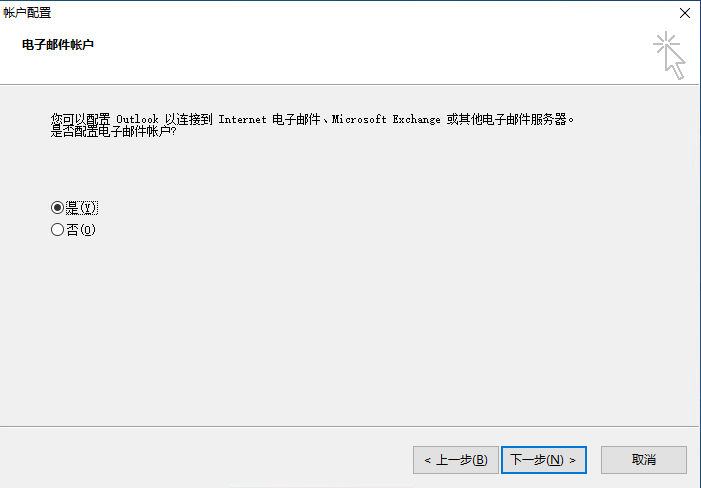 帐户配置
电子邮件帐户
您可以配置 Outlook 以连接到 Internet 电子邮件、Microsoft Exchange 或其他电子邮件服务器。
是否配置电子邮件帐户?
是(Y)
否(O)
< 上一步(B)
下一步(N) >
取消